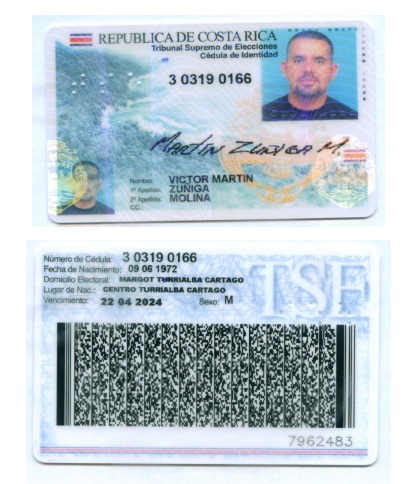 REPUBLICA DE COSTA RICA
Tribunal Supremo de Elecciones
Cédula de Identidad
3 0319 0166
MARTIN ZUÑIGA M.
Nombre: VICTOR MARTIN
1º Apellido: ZUÑIGA
2º Apellido: MOLINA
CC.:
Número de Cédula: 3 0319 0166
Fecha de Nacimiento: 09 06 1972
Domicilio Electoral: MARGOT TURRIALBA CARTAGO
Lugar de Nac.: CENTRO TURRIALBA CARTAGO
Vencimiento: 22 04 2024 Sexo: M
TSE
7962483